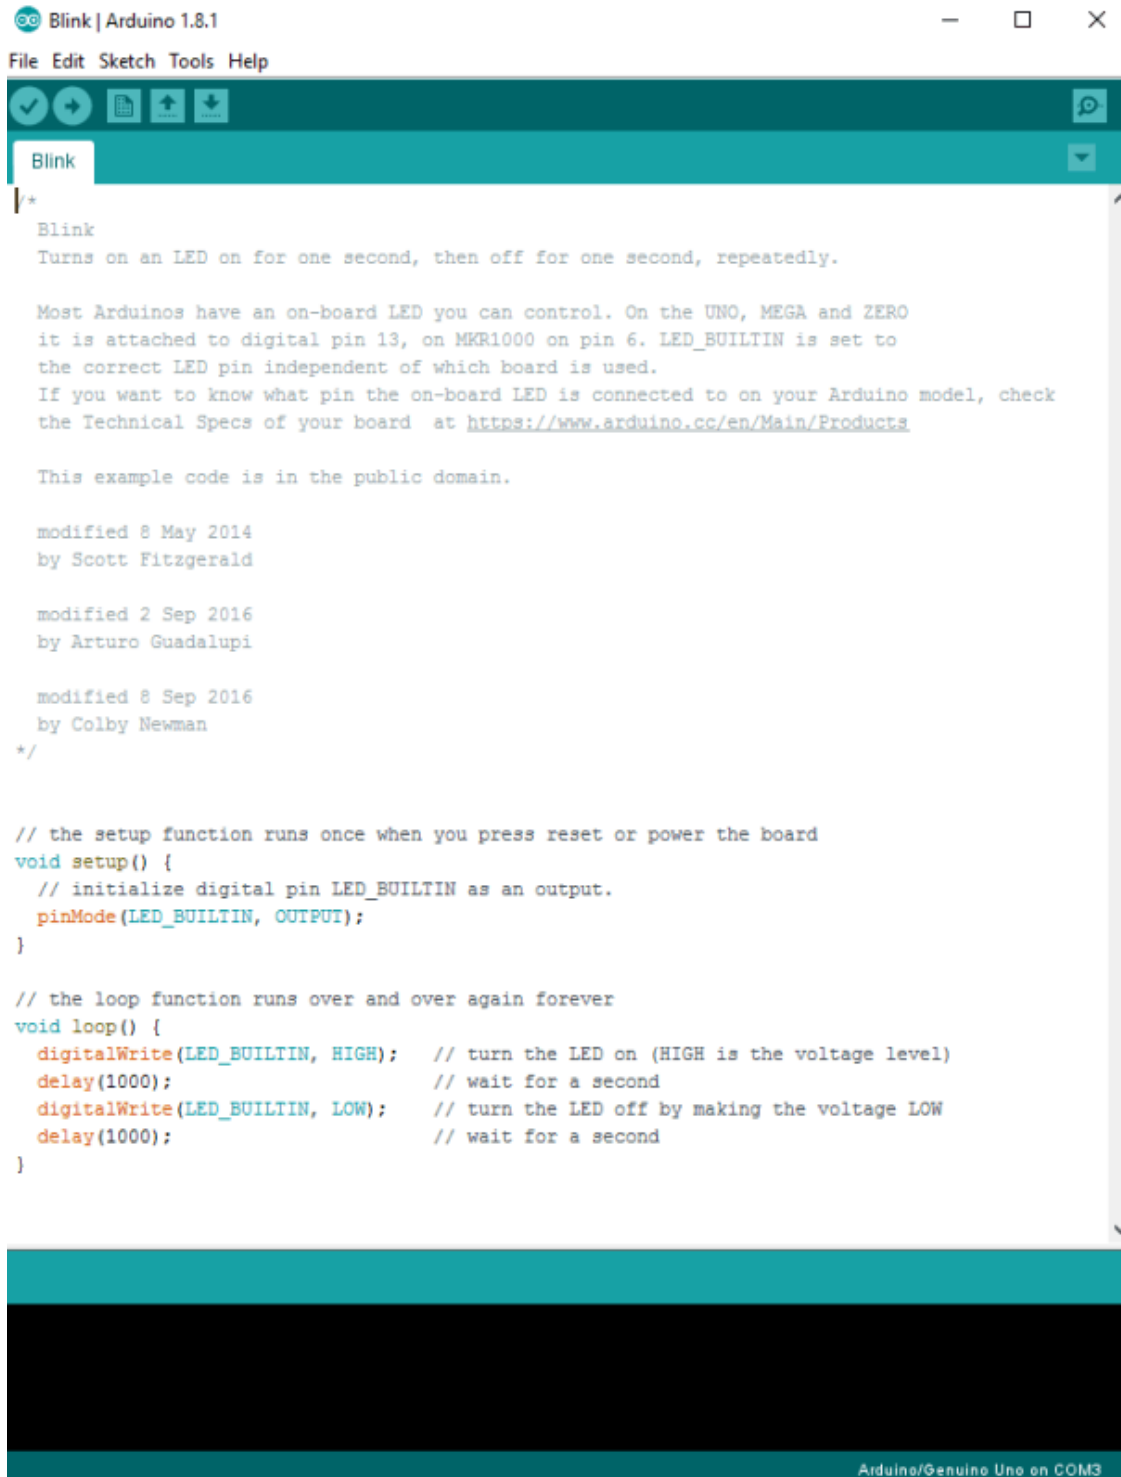 Blink | Arduino 1.8.1
File Edit Sketch Tools Help
Blink
/*
  Blink
  Turns on an LED on for one second, then off for one second, repeatedly.

  Most Arduinos have an on-board LED you can control. On the UNO, MEGA and ZERO
  it is attached to digital pin 13, on MKR1000 on pin 6. LED_BUILTIN is set to
  the correct LED pin independent of which board is used.
  If you want to know what pin the on-board LED is connected to on your Arduino model, check
  the Technical Specs of your board  at https://www.arduino.cc/en/Main/Products

  This example code is in the public domain.

  modified 8 May 2014
  by Scott Fitzgerald

  modified 2 Sep 2016
  by Arturo Guadalupi

  modified 8 Sep 2016
  by Colby Newman
*/


// the setup function runs once when you press reset or power the board
void setup() {
  // initialize digital pin LED_BUILTIN as an output.
  pinMode(LED_BUILTIN, OUTPUT);
}

// the loop function runs over and over again forever
void loop() {
  digitalWrite(LED_BUILTIN, HIGH);   // turn the LED on (HIGH is the voltage level)
  delay(1000);                       // wait for a second
  digitalWrite(LED_BUILTIN, LOW);    // turn the LED off by making the voltage LOW
  delay(1000);                       // wait for a second
}
Arduino/Genuino Uno on COM3